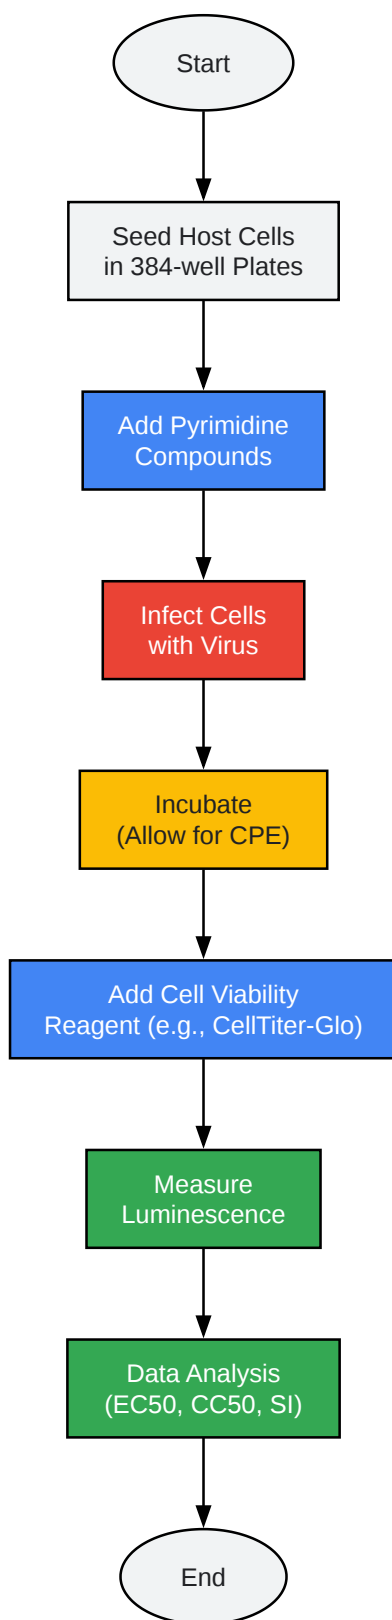 Start
Seed Host Cells
in 384-well Plates
Add Pyrimidine
Compounds
Infect Cells
with Virus
Incubate
(Allow for CPE)
Add Cell Viability
Reagent (e.g., CellTiter-Glo)
Measure
Luminescence
Data Analysis
(EC50, CC50, SI)
End